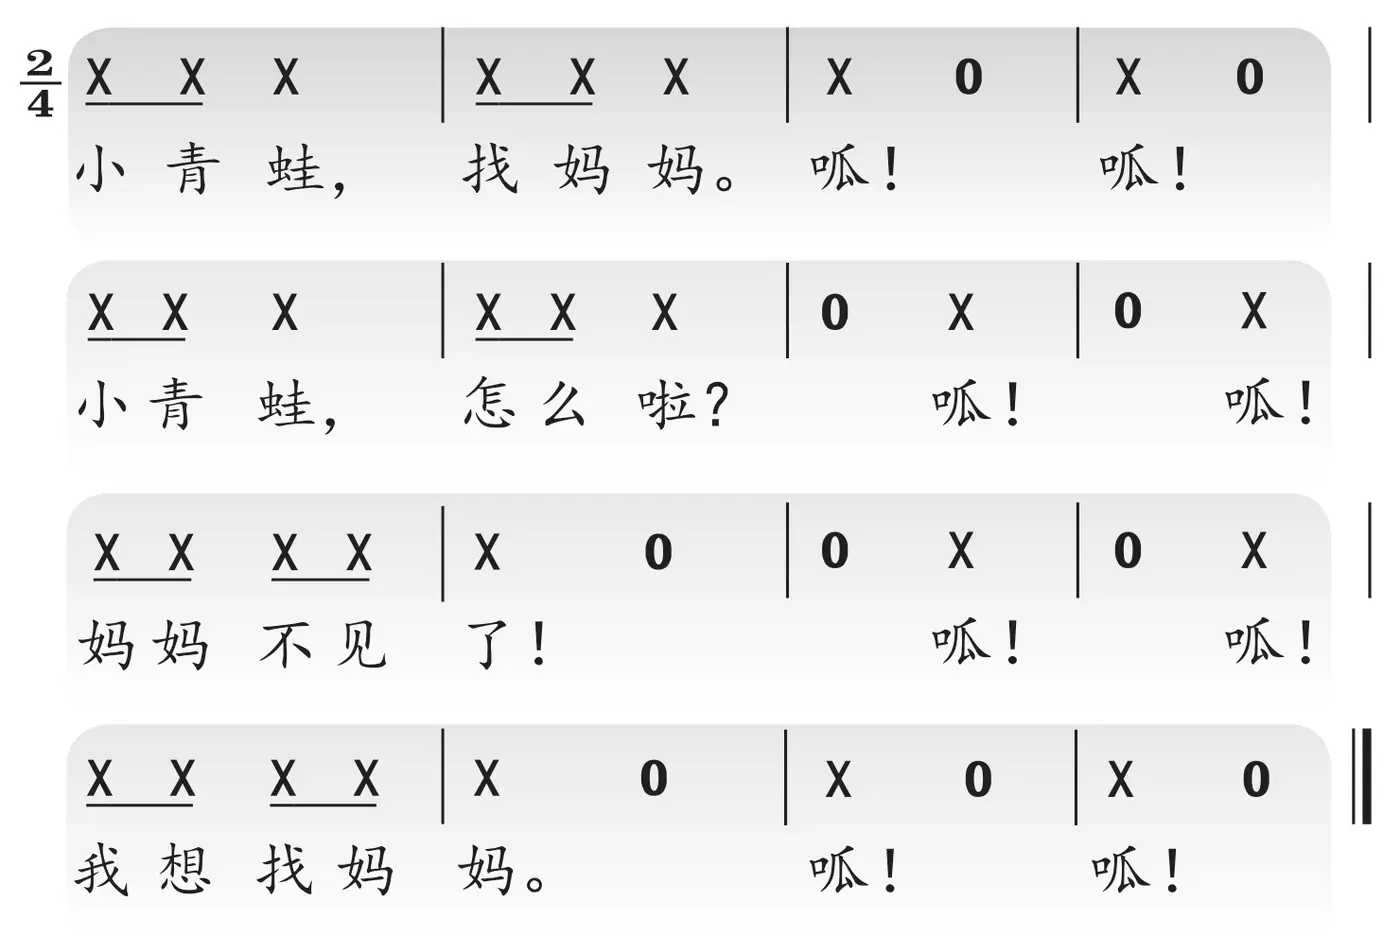 2/4 X X X | X X X | X 0 | X 0 |
小青蛙， 找妈妈。 呱！ 呱！
X X X | X X X | 0 X | 0 X |
小青蛙， 怎么啦？ 呱！ 呱！
X X X X | X 0 | 0 X | 0 X |
妈妈不见 了！ 呱！ 呱！
X X X X | X 0 | X 0 | X 0 ‖
我想找妈 妈。 呱！ 呱！